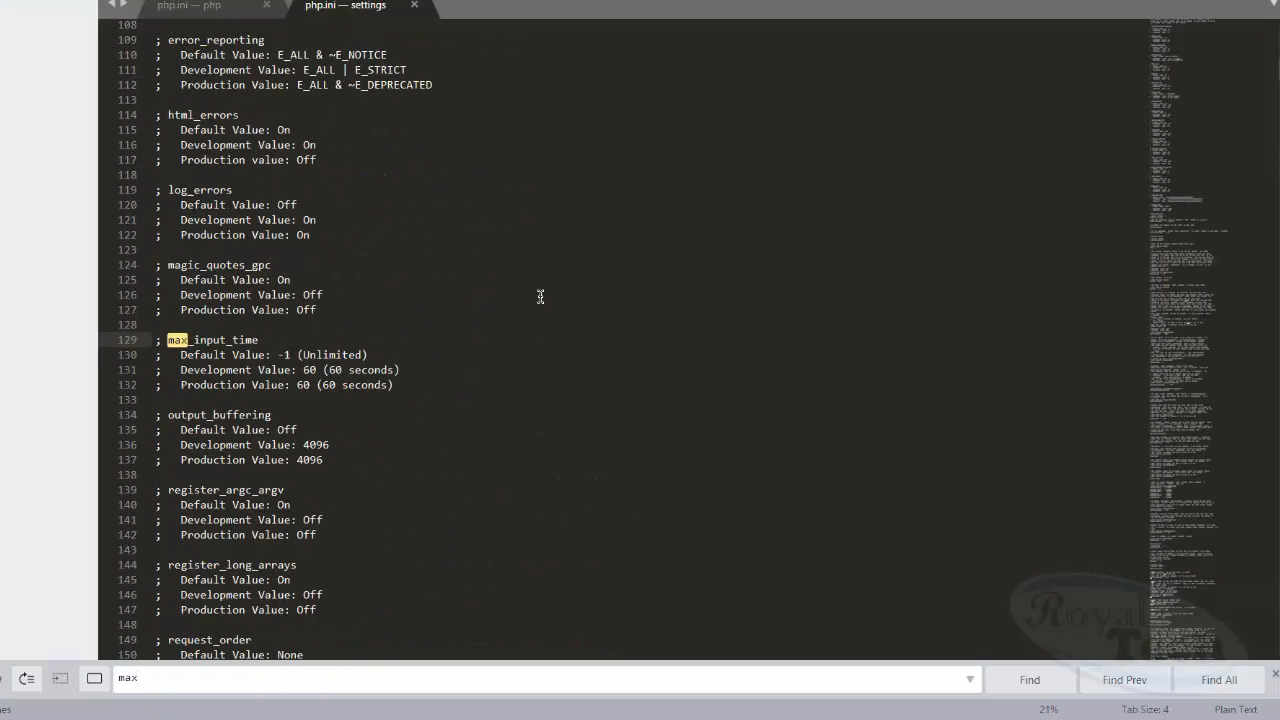 php.ini — php
php.ini — settings
108
109 ; error_reporting
110 ;   Default Value: E_ALL & ~E_NOTICE
111 ;   Development Value: E_ALL | E_STRICT
112 ;   Production Value: E_ALL & ~E_DEPRECATED
113
114 ; html_errors
115 ;   Default Value: On
116 ;   Development Value: On
117 ;   Production value: Off
118
119 ; log_errors
120 ;   Default Value: Off
121 ;   Development Value: On
122 ;   Production Value: On
123
124 ; magic_quotes_gpc
125 ;   Default Value: On
126 ;   Development Value: Off
127 ;   Production Value: Off
128
129 ; max_input_time
130 ;   Default Value: -1 (Unlimited)
131 ;   Development Value: 60 (60 seconds)
132 ;   Production Value: 60 (60 seconds)
133
134 ; output_buffering
135 ;   Default Value: Off
136 ;   Development Value: 4096
137 ;   Production Value: 4096
138
139 ; register_argc_argv
140 ;   Default Value: On
141 ;   Development Value: Off
142 ;   Production Value: Off
143
144 ; register_long_arrays
145 ;   Default Value: On
146 ;   Development Value: Off
147 ;   Production Value: Off
148
149 ; request_order
150 ;   Default Value: None
max
Find
Find Prev
Find All
21%
Tab Size: 4
Plain Text